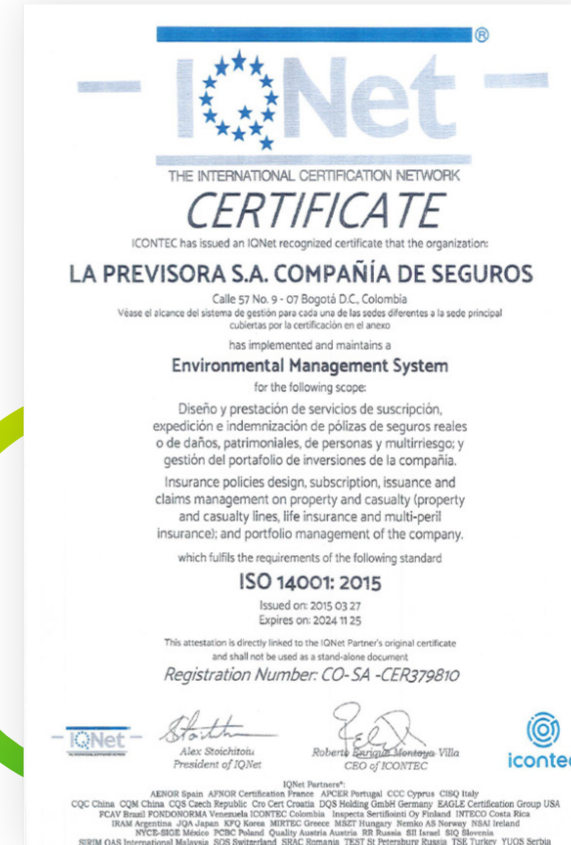 IQNet ®
THE INTERNATIONAL CERTIFICATION NETWORK
CERTIFICATE
ICONTEC has issued an IQNet recognized certificate that the organization:
LA PREVISORA S.A. COMPAÑÍA DE SEGUROS
Calle 57 No. 9 - 07 Bogotá D.C., Colombia
Véase el alcance del sistema de gestión para cada una de las sedes diferentes a la sede principal
cubiertas por la certificación en el anexo
has implemented and maintains a
Environmental Management System
for the following scope:
Diseño y prestación de servicios de suscripción,
expedición e indemnización de pólizas de seguros reales
o de daños, patrimoniales, de personas y multirriesgo; y
gestión del portafolio de inversiones de la compañía.
Insurance policies design, subscription, issuance and
claims management on property and casualty (property
and casualty lines, life insurance and multi-peril
insurance); and portfolio management of the company.
which fulfils the requirements of the following standard
ISO 14001: 2015
Issued on: 2015 03 27
Expires on: 2024 11 25
This attestation is directly linked to the IQNet Partner's original certificate
and shall not be used as a stand-alone document
Registration Number: CO-SA -CER379810
IQNet
Alex Stoichitoiu
President of IQNet
Roberto Enrique Montoya Villa
CEO of ICONTEC
icontec
IQNet Partners*:
AENOR Spain AFNOR Certification France APCER Portugal CCC Cyprus CISQ Italy
CQC China CQM China CQS Czech Republic Cro Cert Croatia DQS Holding GmbH Germany EAGLE Certification Group USA
FCAV Brazil FONDONORMA Venezuela ICONTEC Colombia Inspecta Sertifiointi Oy Finland INTECO Costa Rica
IRAM Argentina JQA Japan KFQ Korea MIRTEC Greece MSZT Hungary Nemko AS Norway NSAI Ireland
NYCE-SIGE México PCBC Poland Quality Austria Austria RR Russia SII Israel SIQ Slovenia
SIRIM QAS International Malaysia SQS Switzerland SRAC Romania TEST St Petersburg Russia TSE Turkey YUQS Serbia